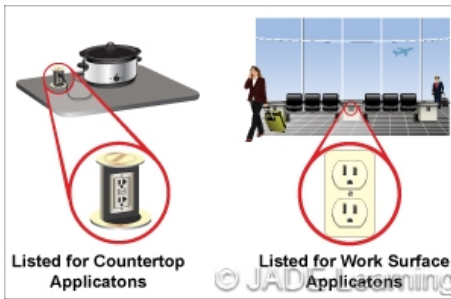 Listed for Countertop
Applicatons
Listed for Work Surface
Applicatons
© JADE Learning